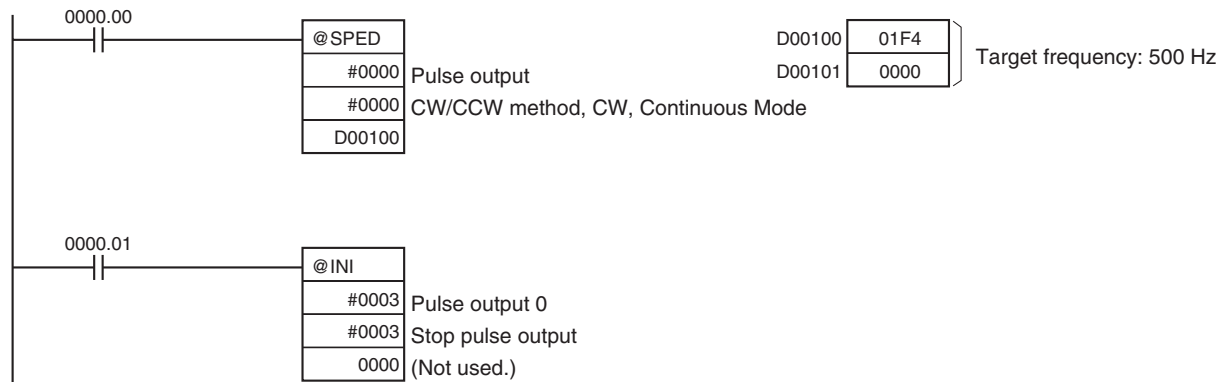 0000.00
@SPED
#0000 Pulse output
#0000 CW/CCW method, CW, Continuous Mode
D00100
D00100 01F4
D00101 0000
Target frequency: 500 Hz
0000.01
@INI
#0003 Pulse output 0
#0003 Stop pulse output
0000 (Not used.)